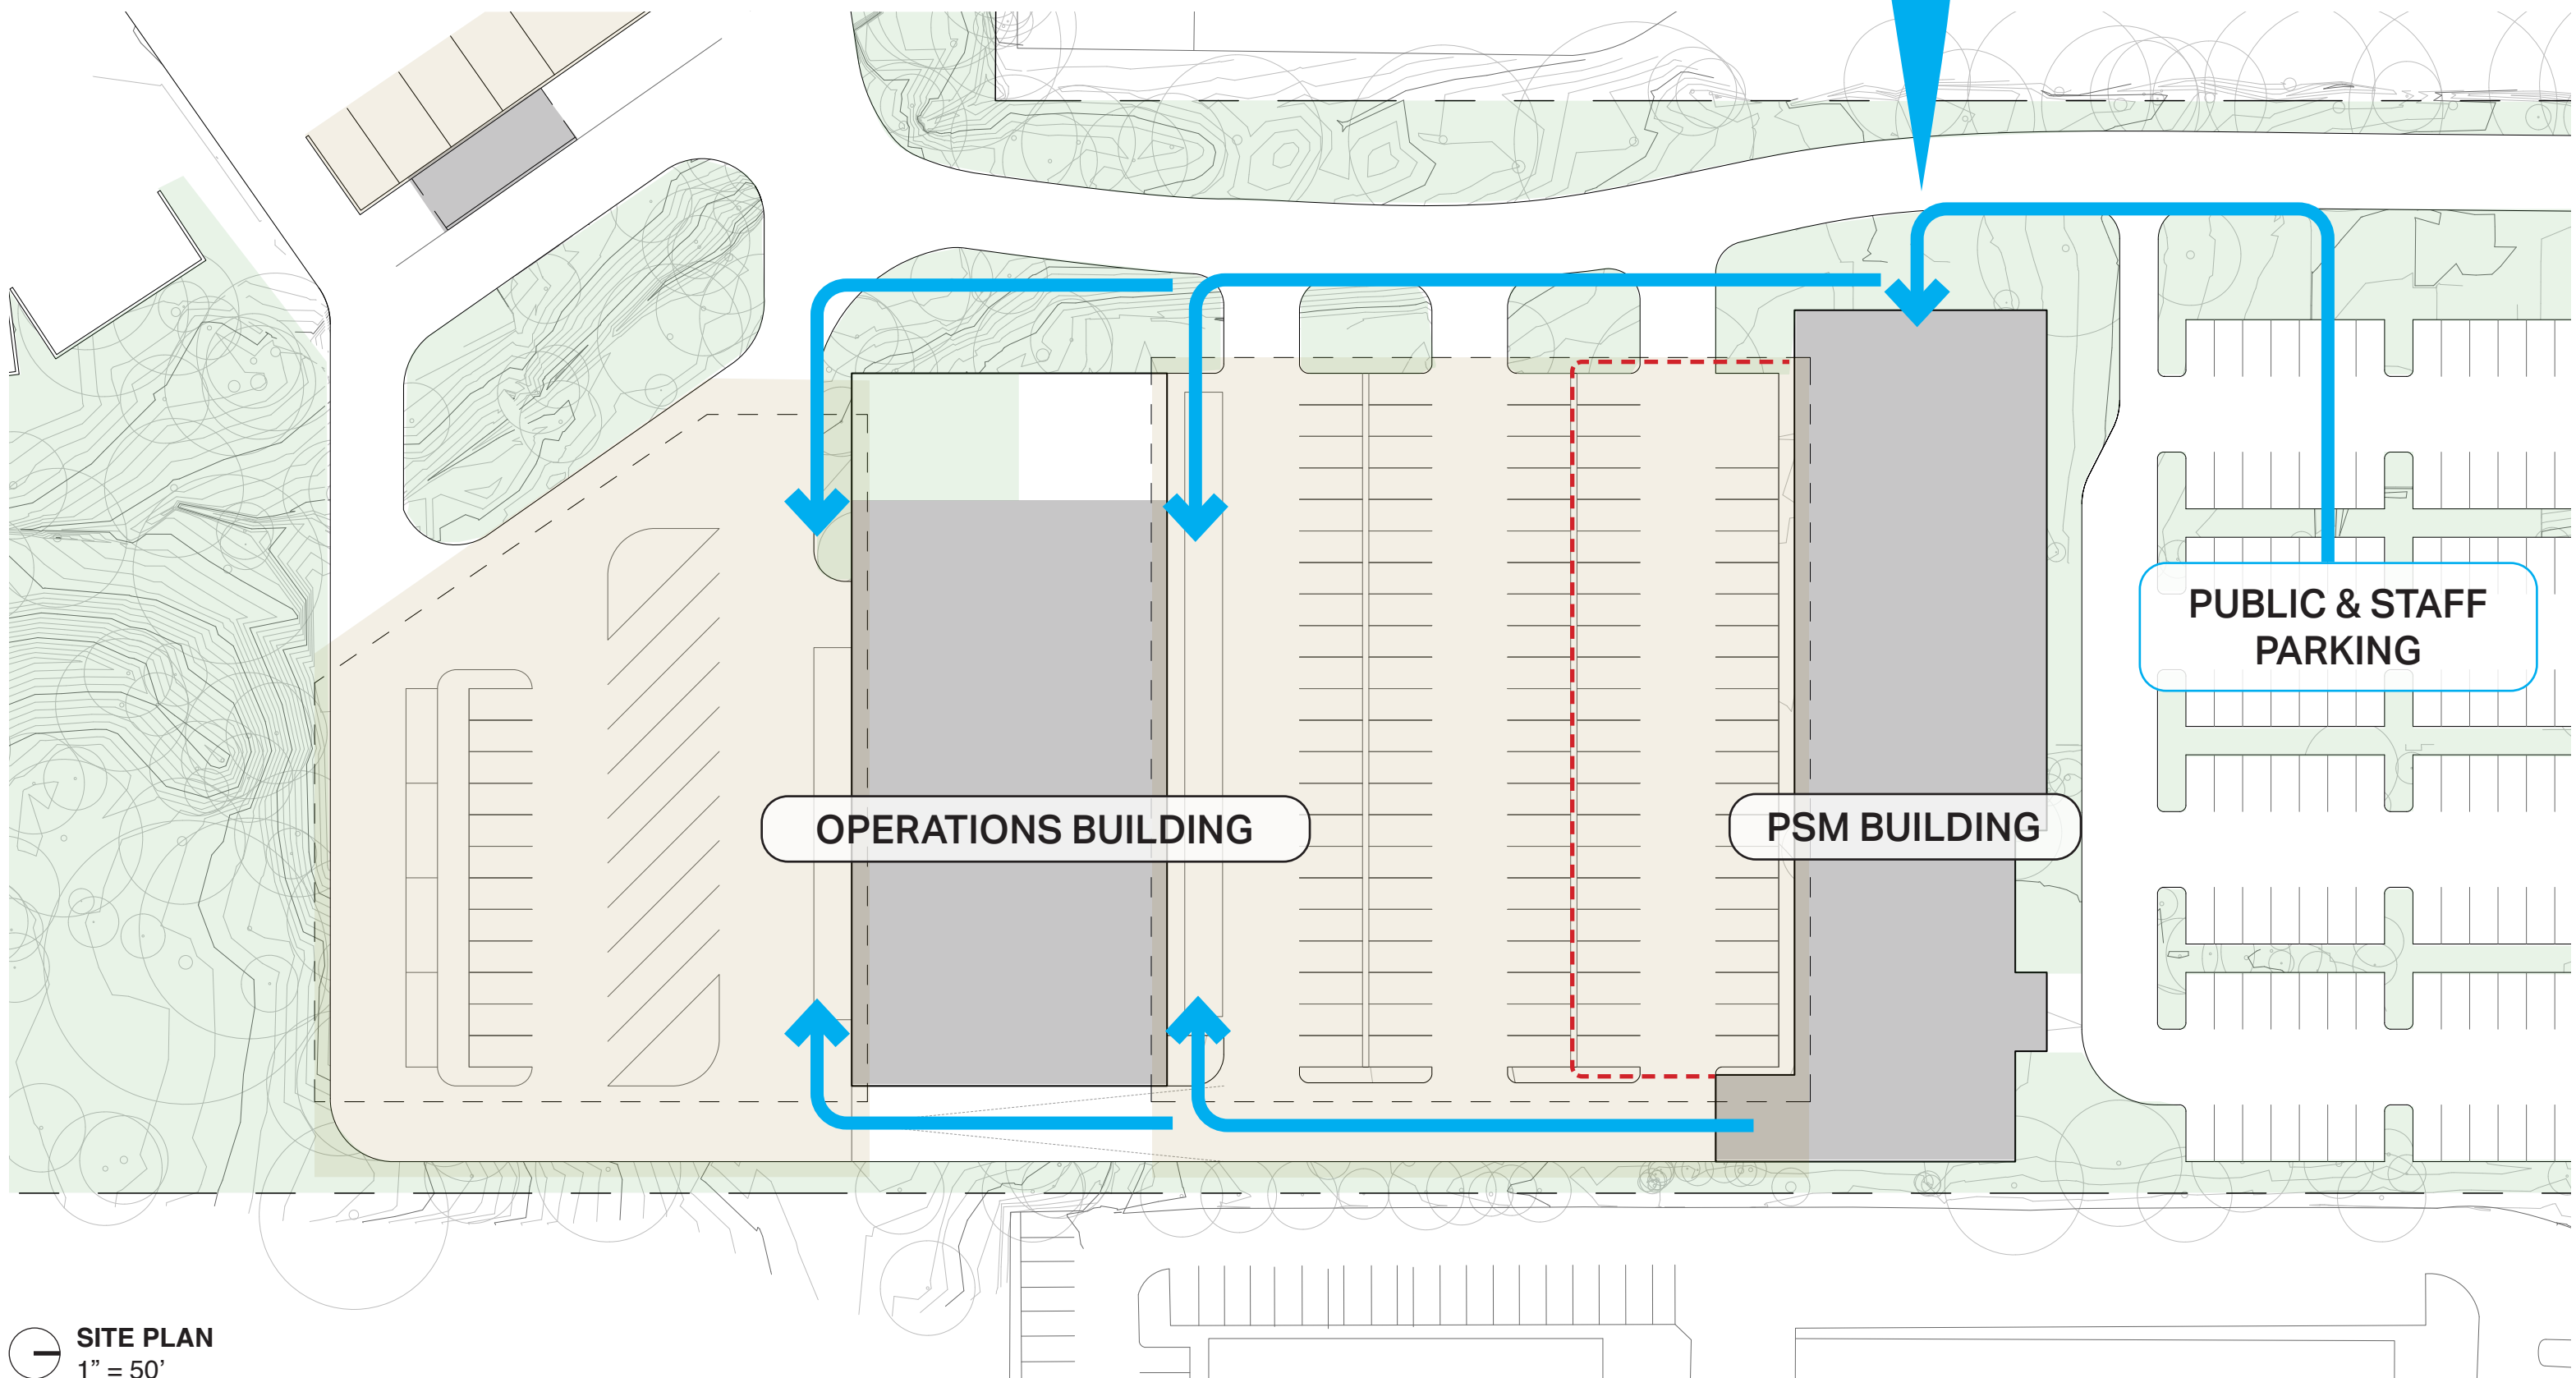 PUBLIC & STAFF
PARKING
OPERATIONS BUILDING
PSM BUILDING
SITE PLAN
1” = 50’